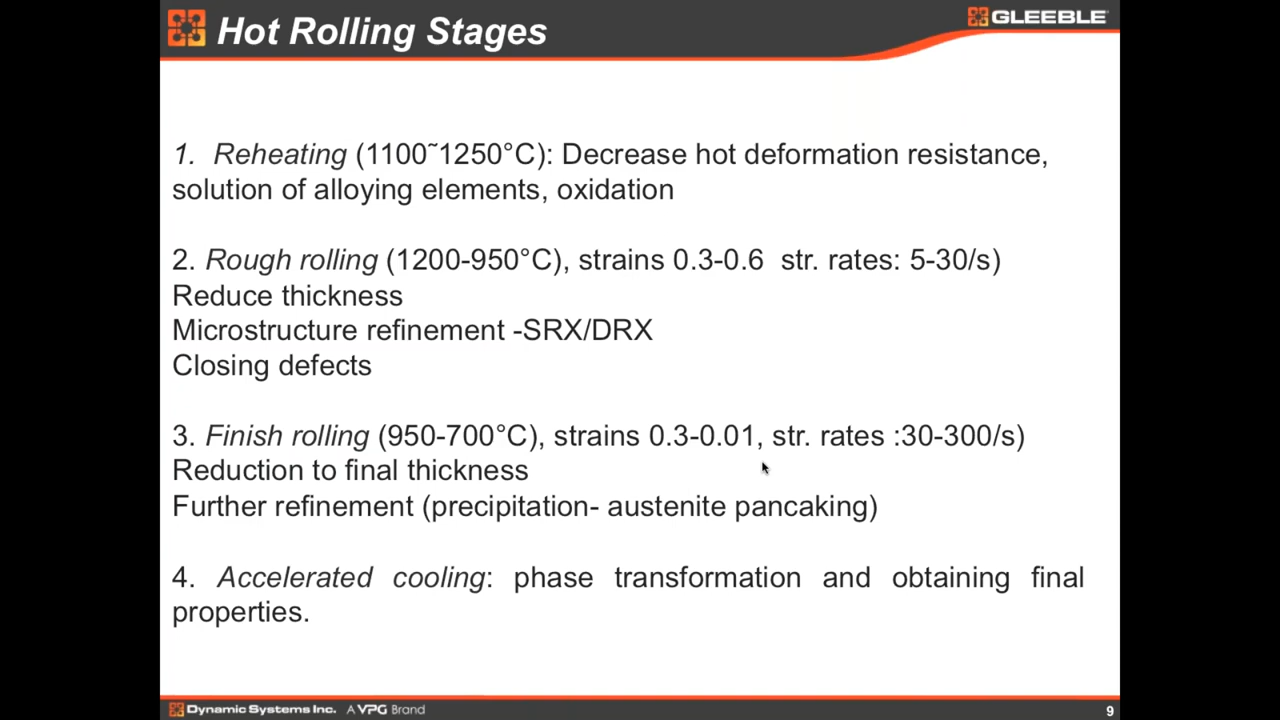 Hot Rolling Stages
GLEEBLE
1. Reheating (1100~1250°C): Decrease hot deformation resistance,
solution of alloying elements, oxidation
2. Rough rolling (1200-950°C), strains 0.3-0.6 str. rates: 5-30/s)
Reduce thickness
Microstructure refinement -SRX/DRX
Closing defects
3. Finish rolling (950-700°C), strains 0.3-0.01, str. rates :30-300/s)
Reduction to final thickness
Further refinement (precipitation- austenite pancaking)
4. Accelerated cooling: phase transformation and obtaining final
properties.
Dynamic Systems Inc. A VPG Brand
9